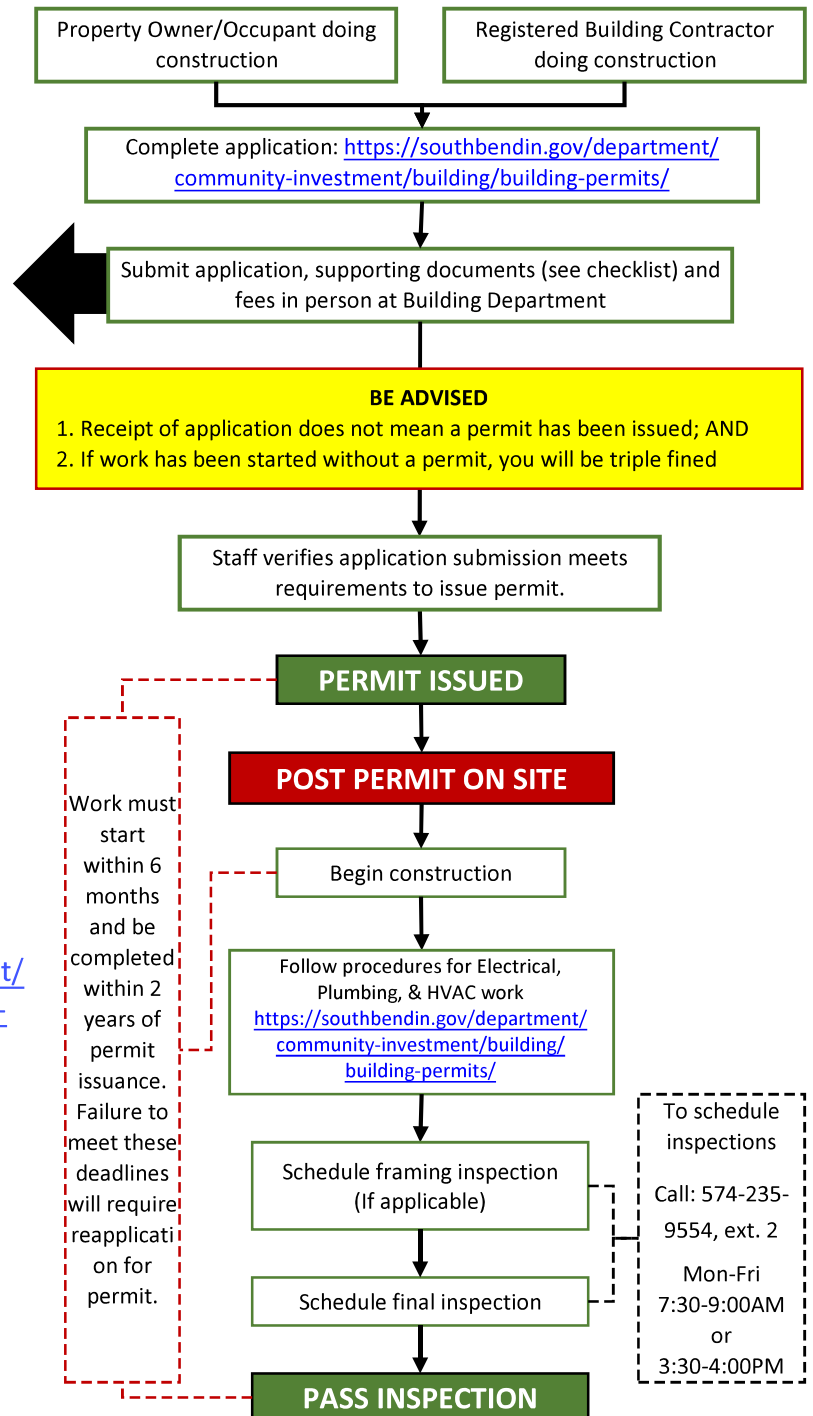 Property Owner/Occupant doing
construction
Registered Building Contractor
doing construction
Complete application: https://southbendin.gov/department/
community-investment/building/building-permits/
Submit application, supporting documents (see checklist) and
fees in person at Building Department
BE ADVISED
1. Receipt of application does not mean a permit has been issued; AND
2. If work has been started without a permit, you will be triple fined
Staff verifies application submission meets
requirements to issue permit.
PERMIT ISSUED
POST PERMIT ON SITE
Work must
start
within 6
months
and be
completed
within 2
years of
permit
issuance.
Failure to
meet these
deadlines
will require
reapplicati
on for
permit.
Begin construction
t/
Follow procedures for Electrical,
Plumbing, & HVAC work
https://southbendin.gov/department/
community-investment/building/
building-permits/
Schedule framing inspection
(If applicable)
Schedule final inspection
To schedule
inspections
Call: 574-235-
9554, ext. 2
Mon-Fri
7:30-9:00AM
or
3:30-4:00PM
PASS INSPECTION